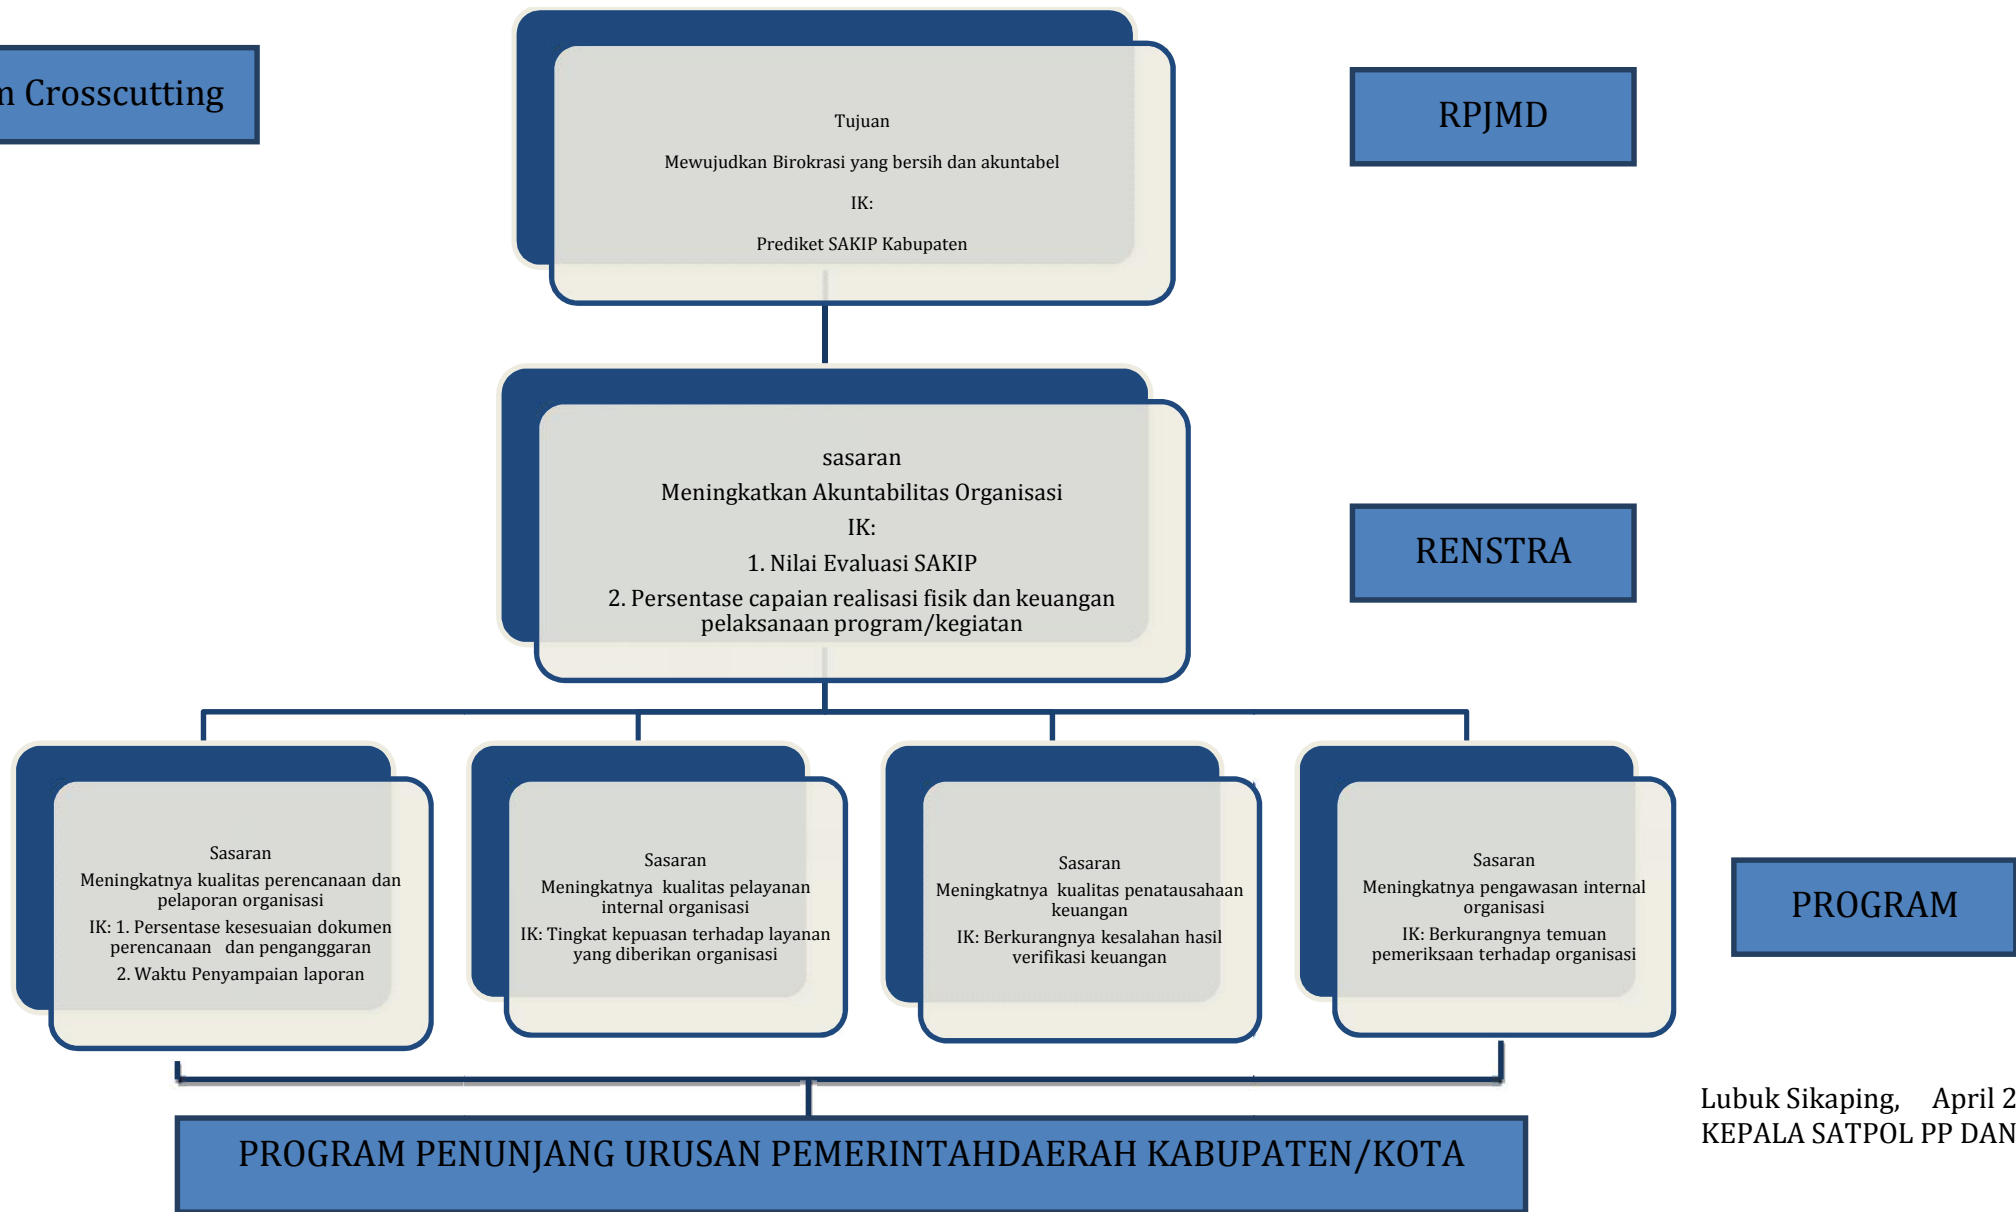 Crosscutting
Tujuan
Mewujudkan Birokrasi yang bersih dan akuntabel
IK:
Prediket SAKIP Kabupaten
RPJMD
sasaran
Meningkatkan Akuntabilitas Organisasi
IK:
1. Nilai Evaluasi SAKIP
2. Persentase capaian realisasi fisik dan keuangan
pelaksanaan program/kegiatan
RENSTRA
Sasaran
Meningkatnya kualitas perencanaan dan
pelaporan organisasi
IK: 1. Persentase kesesuaian dokumen
perencanaan dan penganggaran
2. Waktu Penyampaian laporan
Sasaran
Meningkatnya kualitas pelayanan
internal organisasi
IK: Tingkat kepuasan terhadap layanan
yang diberikan organisasi
Sasaran
Meningkatnya kualitas penatausahaan
keuangan
IK: Berkurangnya kesalahan hasil
verifikasi keuangan
Sasaran
Meningkatnya pengawasan internal
organisasi
IK: Berkurangnya temuan
pemeriksaan terhadap organisasi
PROGRAM
PROGRAM PENUNJANG URUSAN PEMERINTAHDAERAH KABUPATEN/KOTA
Lubuk Sikaping, April
KEPALA SATPOL PP DAN